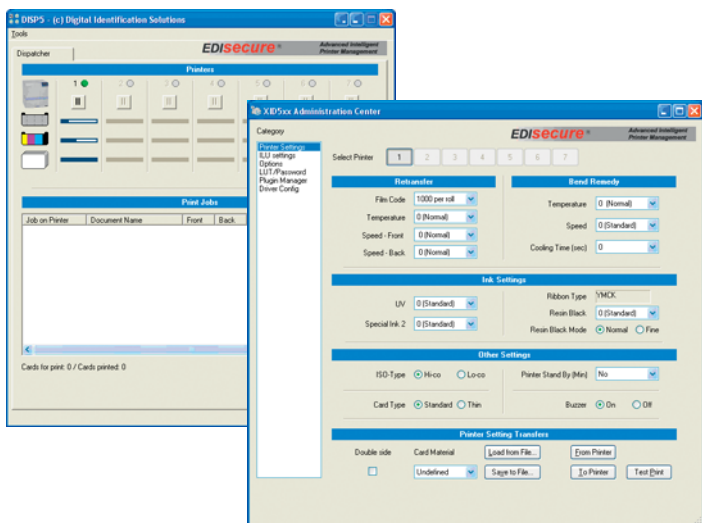 DISP5 - (c) Digital Identification Solutions
Tools
Dispatcher
EDIsecure®
Advanced Intelligent
Printer Management
Printers
1 2 3 4 5 6 7
Print Jobs
Job on Printer Document Name Front Back
Cards for print: 0 / Cards printed: 0
XID5xx Administration Center
Category
EDIsecure®
Advanced Intelligent
Printer Management
Printer Settings
ILU settings
Options
LUT/Password
Plugin Manager
Driver Config
Select Printer 1 2 3 4 5 6 7
Retransfer
Film Code 1000 per roll
Temperature 0 (Normal)
Speed - Front 0 (Normal)
Speed - Back 0 (Normal)
Bend Remedy
Temperature 0 (Normal)
Speed 0 (Standard)
Cooling Time (sec) 0
Ink Settings
UV 0 (Standard)
Special Ink 2 0 (Standard)
Ribbon Type YMCK
Resin Black 0 (Standard)
Resin Black Mode Normal Fine
Other Settings
ISO-Type Hi-co Lo-co
Printer Stand By (Min) No
Card Type Standard Thin
Buzzer On Off
Printer Setting Transfers
Double side Card Material Load from File... From Printer
Undefined Save to File... To Printer Test Print